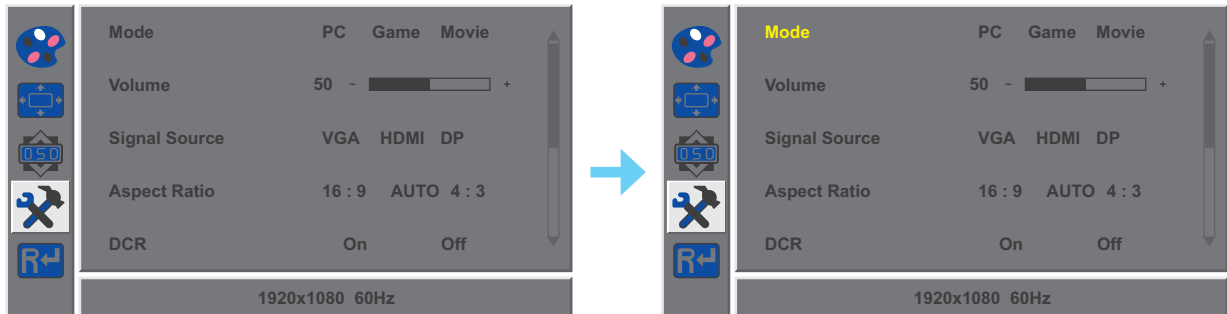 Mode PC Game Movie
Volume 50 - +
Signal Source VGA HDMI DP
Aspect Ratio 16 : 9 AUTO 4 : 3
DCR On Off
050
R
1920x1080 60Hz
Mode PC Game Movie
Volume 50 - +
Signal Source VGA HDMI DP
Aspect Ratio 16 : 9 AUTO 4 : 3
DCR On Off
050
R
1920x1080 60Hz